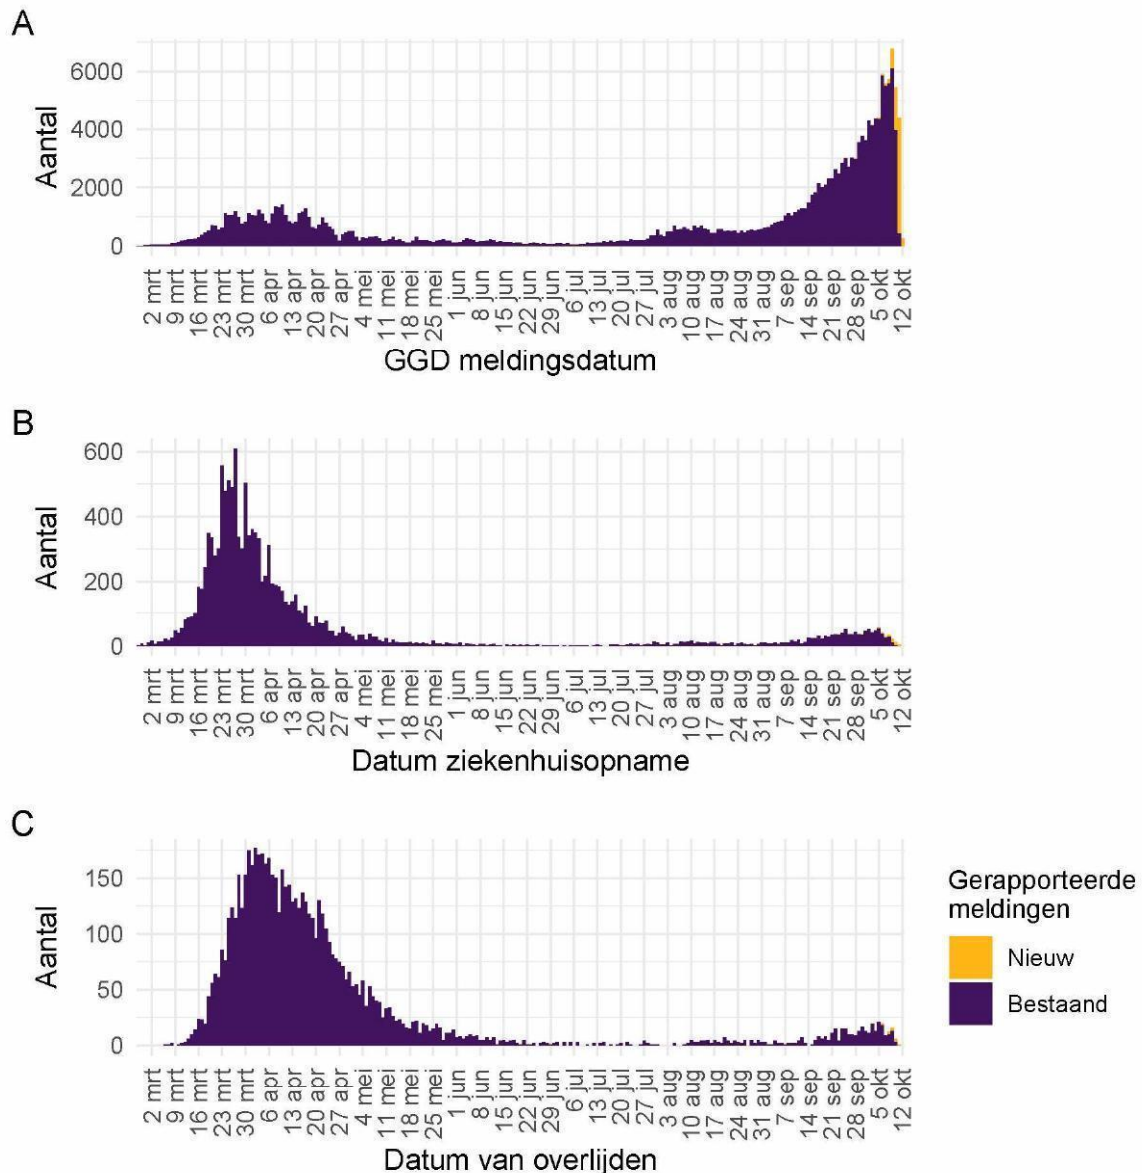 A
6000
4000
2000
0
Aantal
2 mrt
9 mrt
16 mrt
23 mrt
30 mrt
6 apr
13 apr
20 apr
27 apr
4 mei
11 mei
18 mei
25 mei
1 jun
8 jun
15 jun
22 jun
29 jun
6 jul
13 jul
20 jul
27 jul
3 aug
10 aug
17 aug
24 aug
31 aug
7 sep
14 sep
21 sep
28 sep
5 okt
12 okt
GGD meldingsdatum
B
600
400
200
0
Aantal
2 mrt
9 mrt
16 mrt
23 mrt
30 mrt
6 apr
13 apr
20 apr
27 apr
4 mei
11 mei
18 mei
25 mei
1 jun
8 jun
15 jun
22 jun
29 jun
6 jul
13 jul
20 jul
27 jul
3 aug
10 aug
17 aug
24 aug
31 aug
7 sep
14 sep
21 sep
28 sep
5 okt
12 okt
Datum ziekenhuisopname
C
150
100
50
0
Aantal
2 mrt
9 mrt
16 mrt
23 mrt
30 mrt
6 apr
13 apr
20 apr
27 apr
4 mei
11 mei
18 mei
25 mei
1 jun
8 jun
15 jun
22 jun
29 jun
6 jul
13 jul
20 jul
27 jul
3 aug
10 aug
17 aug
24 aug
31 aug
7 sep
14 sep
21 sep
28 sep
5 okt
12 okt
Datum van overlijden
Gerapporteerde
meldingen
Nieuw
Bestaand